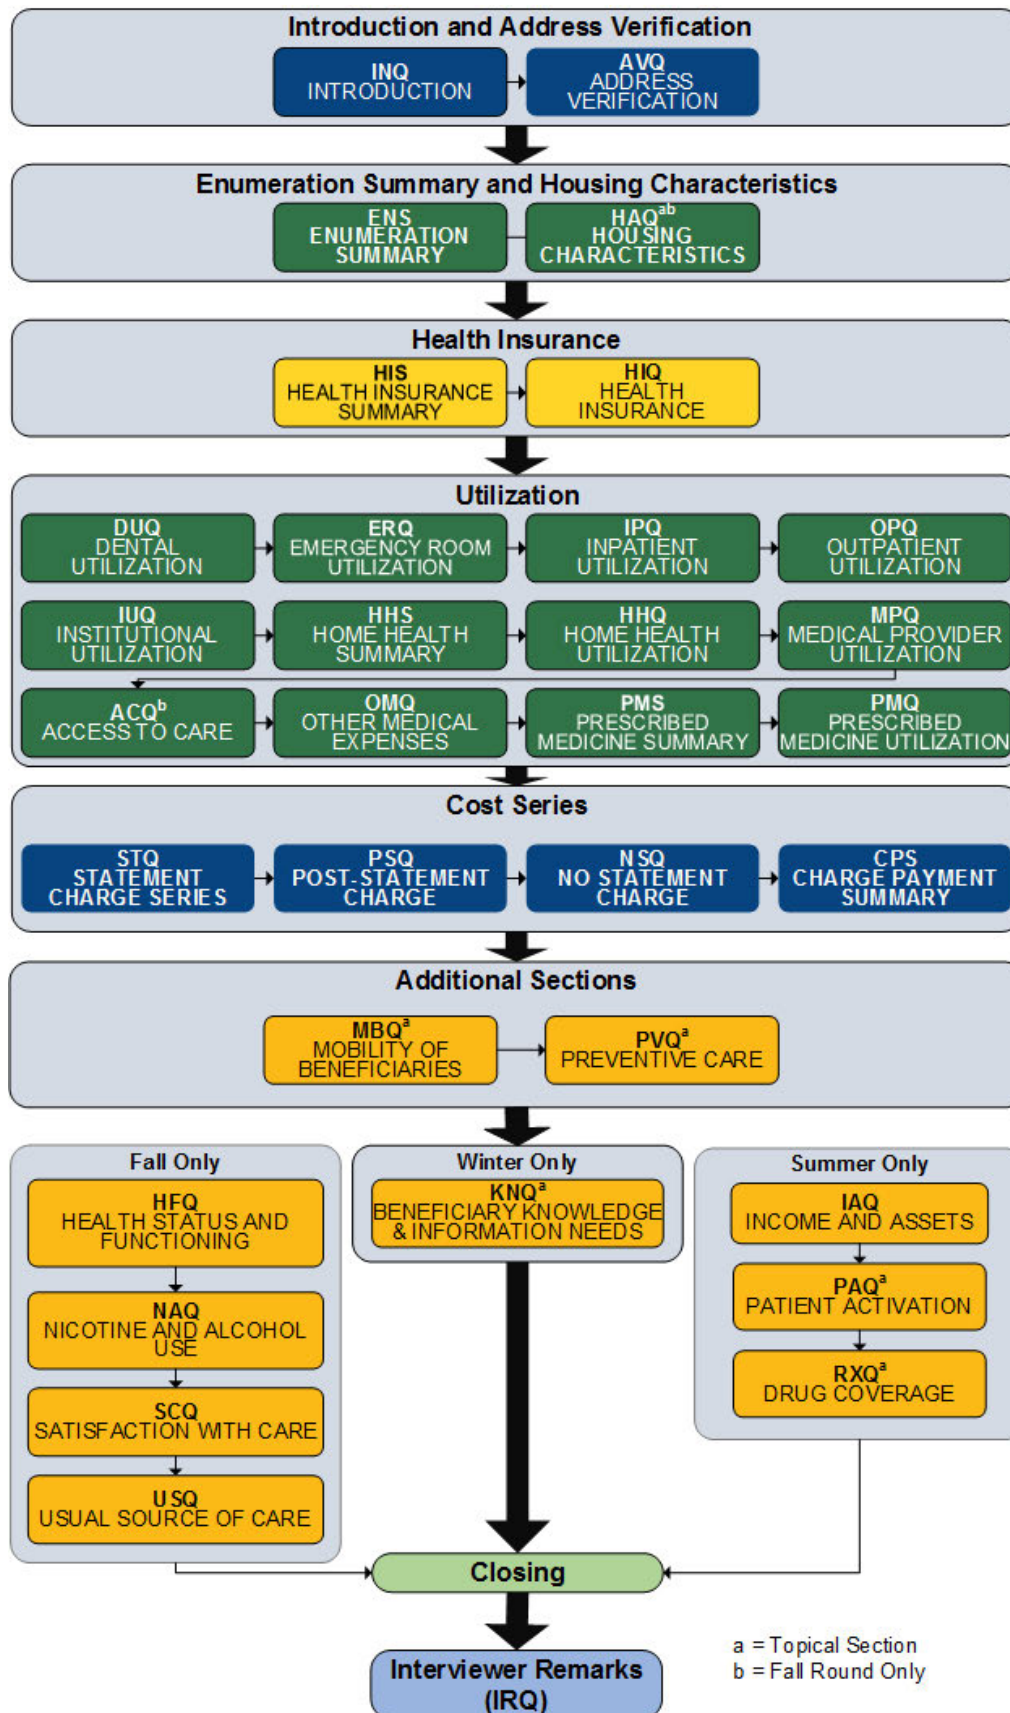 Introduction and Address Verification
INQ
INTRODUCTION
AVQ
ADDRESS
VERIFICATION
Enumeration Summary and Housing Characteristics
ENS
ENUMERATION
SUMMARY
HAQab
HOUSING
CHARACTERISTICS
Health Insurance
HIS
HEALTH INSURANCE
SUMMARY
HIQ
HEALTH
INSURANCE
Utilization
DUQ
DENTAL
UTILIZATION
ERQ
EMERGENCY ROOM
UTILIZATION
IPQ
INPATIENT
UTILIZATION
OPQ
OUTPATIENT
UTILIZATION
IUQ
INSTITUTIONAL
UTILIZATION
HHS
HOME HEALTH
SUMMARY
HHQ
HOME HEALTH
UTILIZATION
MPQ
MEDICAL PROVIDER
UTILIZATION
ACQb
ACCESS TO CARE
OMQ
OTHER MEDICAL
EXPENSES
PMS
PRESCRIBED
MEDICINE SUMMARY
PMQ
PRESCRIBED
MEDICINE UTILIZATION
Cost Series
STQ
STATEMENT
CHARGE SERIES
PSQ
POST-STATEMENT
CHARGE
NSQ
NO STATEMENT
CHARGE
CPS
CHARGE PAYMENT
SUMMARY
Additional Sections
MBQa
MOBILITY OF
BENEFICIARIES
PVQa
PREVENTIVE CARE
Fall Only
HFQ
HEALTH STATUS AND
FUNCTIONING
NAQ
NICOTINE AND ALCOHOL
USE
SCQ
SATISFACTION WITH CARE
USQ
USUAL SOURCE OF CARE
Winter Only
KNQa
BENEFICIARY KNOWLEDGE
& INFORMATION NEEDS
Summer Only
IAQ
INCOME AND ASSETS
PAQa
PATIENT ACTIVATION
RXQa
DRUG COVERAGE
Closing
Interviewer Remarks
(IRQ)
a = Topical Section
b = Fall Round Only